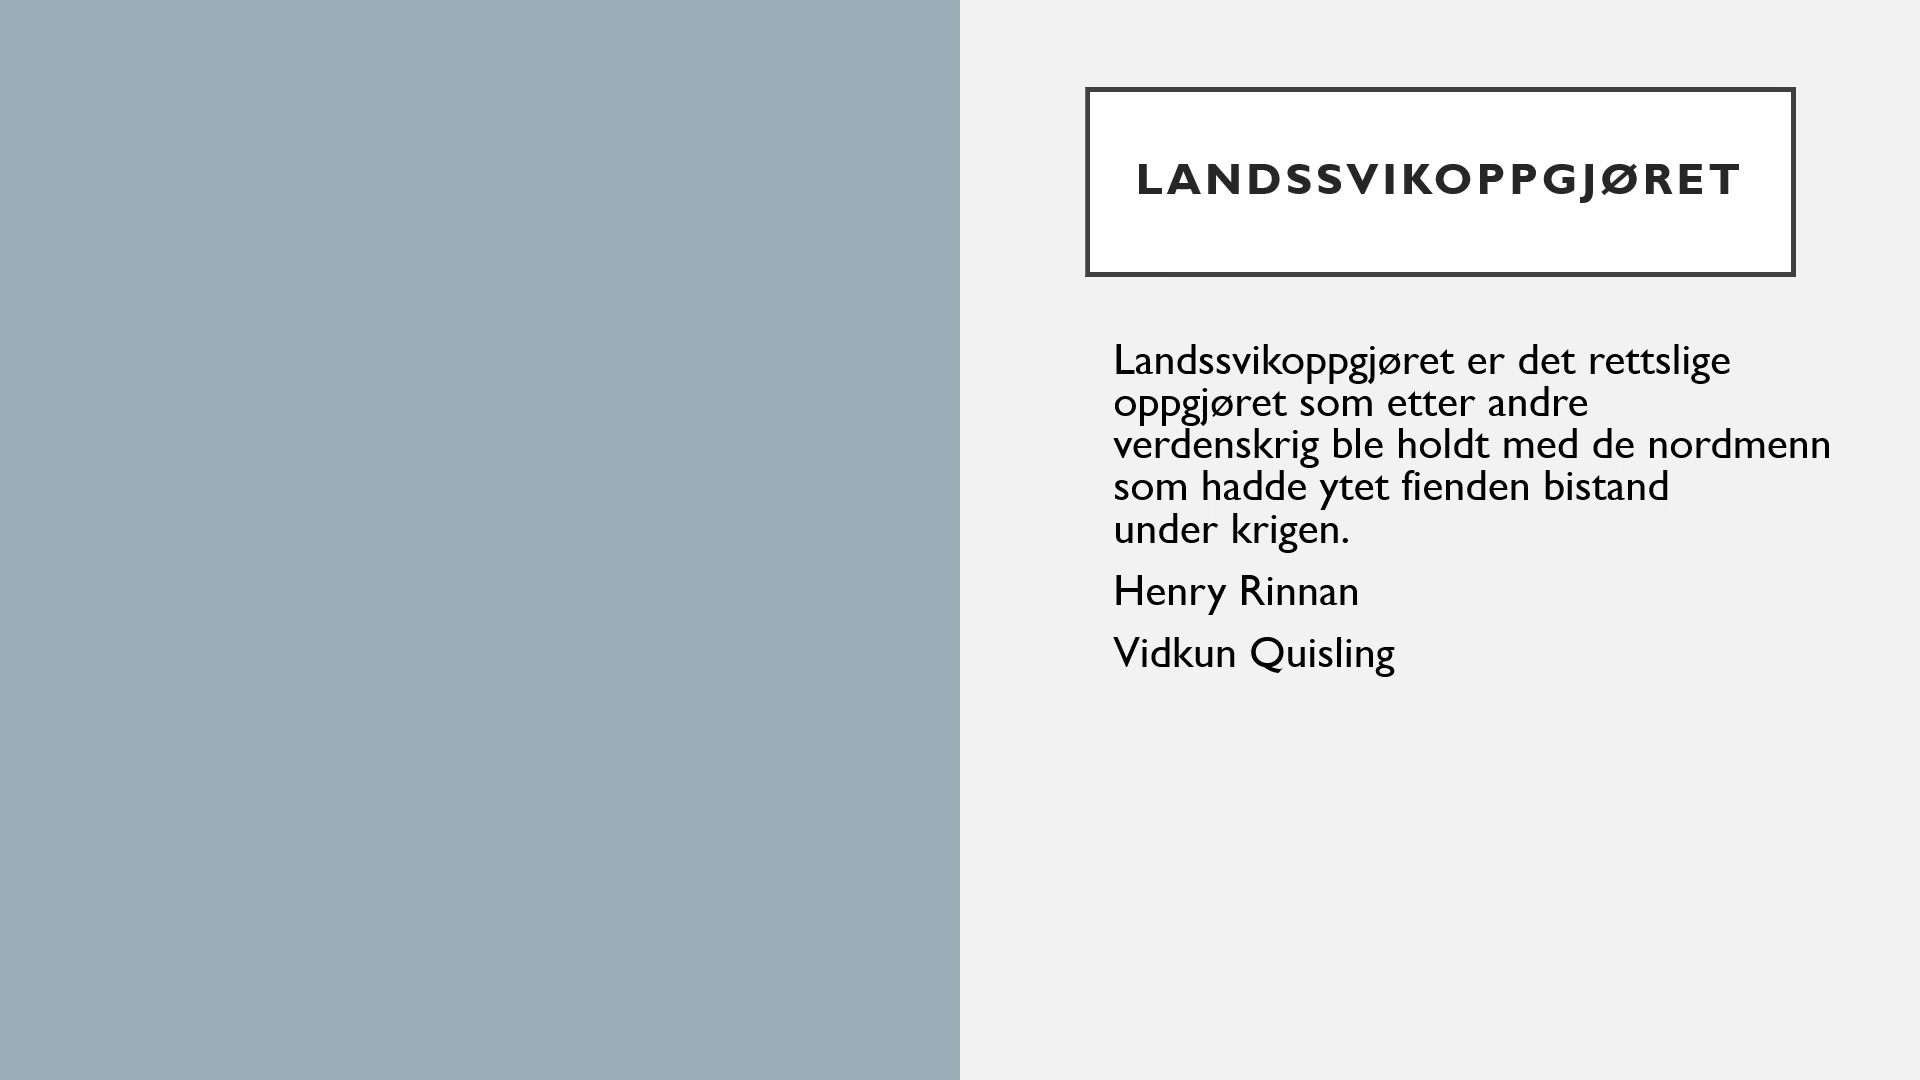 LANDSSVIKOPPGJØRET
Landssvikoppgjøret er det rettslige
oppgjøret som etter andre
verdenskrig ble holdt med de nordmenn
som hadde ytet fienden bistand
under krigen.
Henry Rinnan
Vidkun Quisling